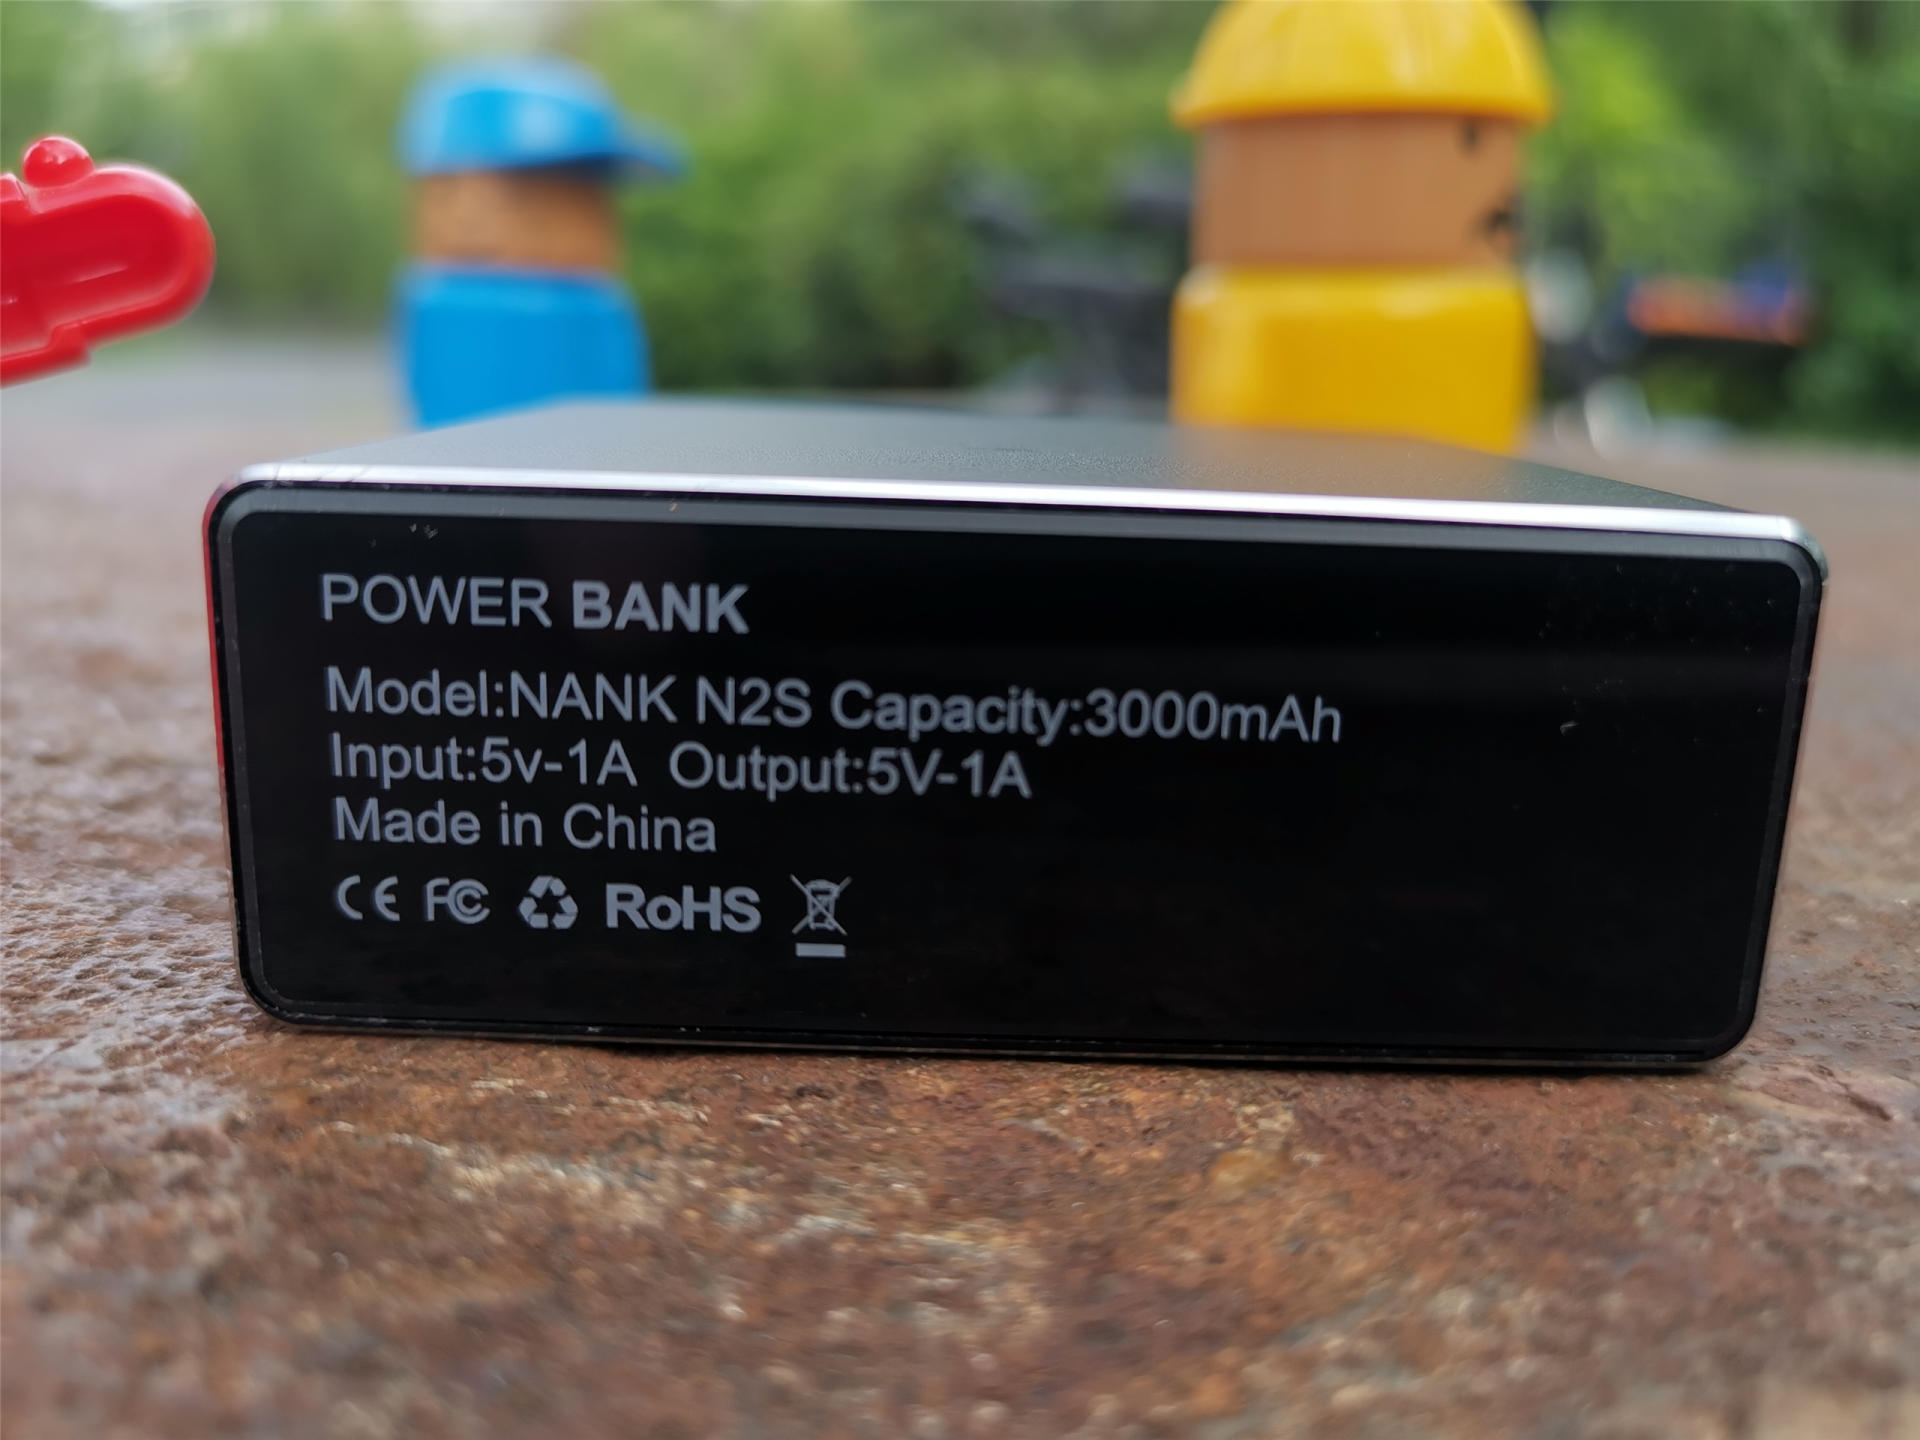 POWER BANK
Model:NANK N2S Capacity:3000mAh
Input:5v-1A Output:5V-1A
Made in China
CE FC RoHS